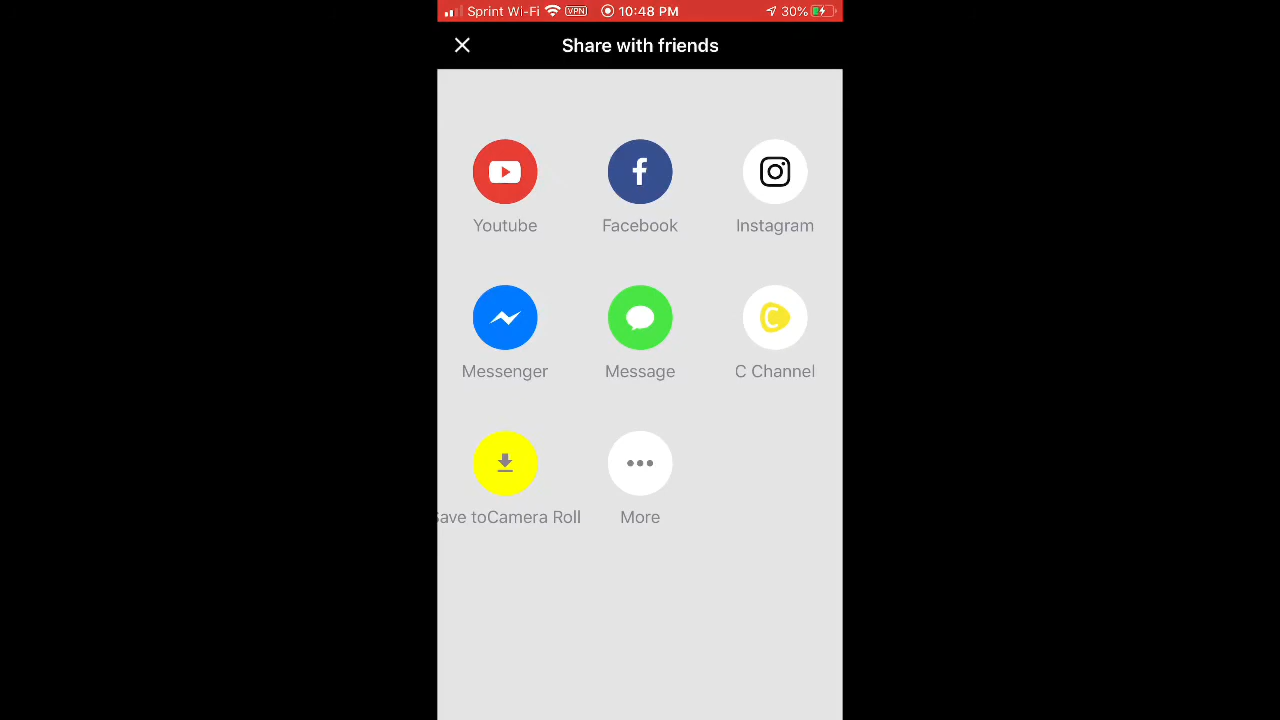 Sprint Wi-Fi VPN 10:48 PM 30%
Share with friends
Youtube Facebook Instagram
Messenger Message C Channel
Save toCamera Roll More